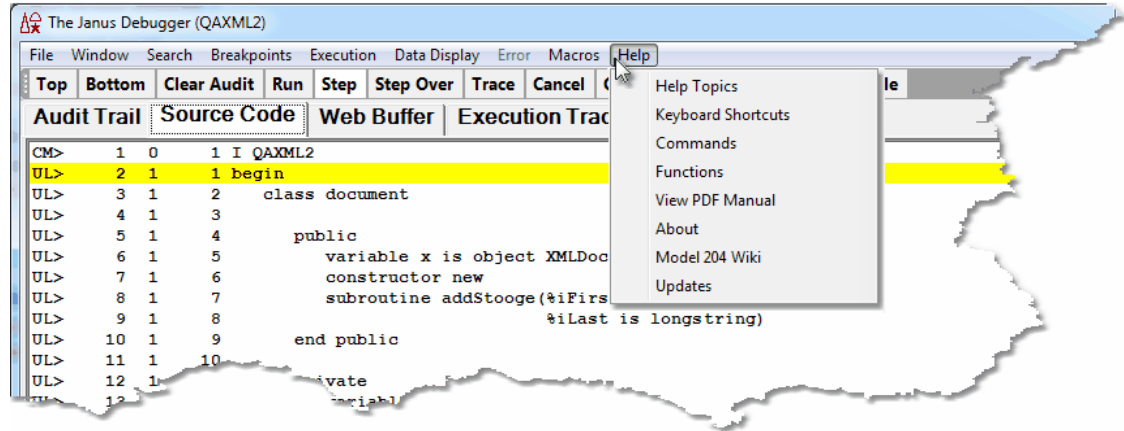 The Janus Debugger (QAXML2)
File Window Search Breakpoints Execution Data Display Error Macros Help
Top Bottom Clear Audit Run Step Step Over Trace Cancel
Audit Trail Source Code Web Buffer Execution
Help Topics
Keyboard Shortcuts
Commands
Functions
View PDF Manual
About
Model 204 Wiki
Updates
CM> 1 0 1 I QAXML2
UL> 2 1 1 begin
UL> 3 1 2 class document
UL> 4 1 3
UL> 5 1 4 public
UL> 6 1 5 variable x is object XMLDoc
UL> 7 1 6 constructor new
UL> 8 1 7 subroutine addStooge(%iFirs
UL> 9 1 8 %iLast is longstring)
UL> 10 1 9 end public
UL> 11 1 10
UL> 12 1